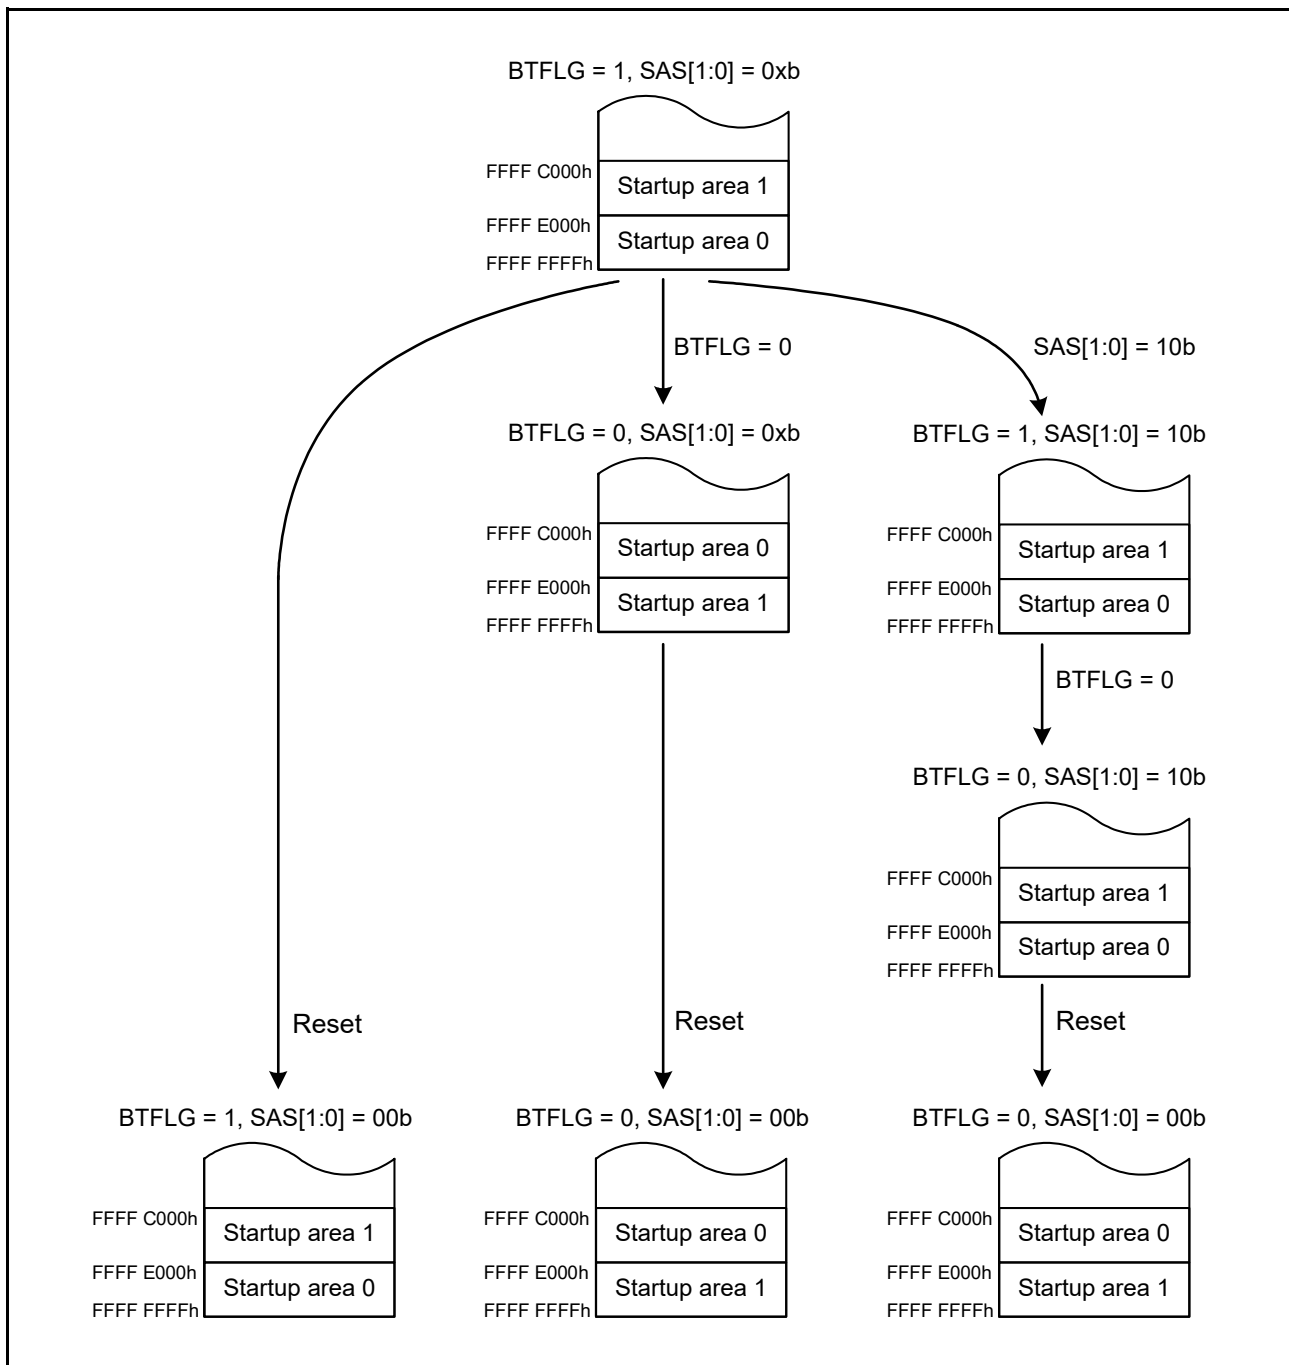 BTFLG = 1, SAS[1:0] = 0xb
FFFF C000h
Startup area 1
FFFF E000h
Startup area 0
FFFF FFFFh
BTFLG = 0
SAS[1:0] = 10b
BTFLG = 0, SAS[1:0] = 0xb
FFFF C000h
Startup area 0
FFFF E000h
Startup area 1
FFFF FFFFh
BTFLG = 1, SAS[1:0] = 10b
FFFF C000h
Startup area 1
FFFF E000h
Startup area 0
FFFF FFFFh
BTFLG = 0
BTFLG = 0, SAS[1:0] = 10b
FFFF C000h
Startup area 1
FFFF E000h
Startup area 0
FFFF FFFFh
Reset
Reset
Reset
BTFLG = 1, SAS[1:0] = 00b
FFFF C000h
Startup area 1
FFFF E000h
Startup area 0
FFFF FFFFh
BTFLG = 0, SAS[1:0] = 00b
FFFF C000h
Startup area 0
FFFF E000h
Startup area 1
FFFF FFFFh
BTFLG = 0, SAS[1:0] = 00b
FFFF C000h
Startup area 0
FFFF E000h
Startup area 1
FFFF FFFFh